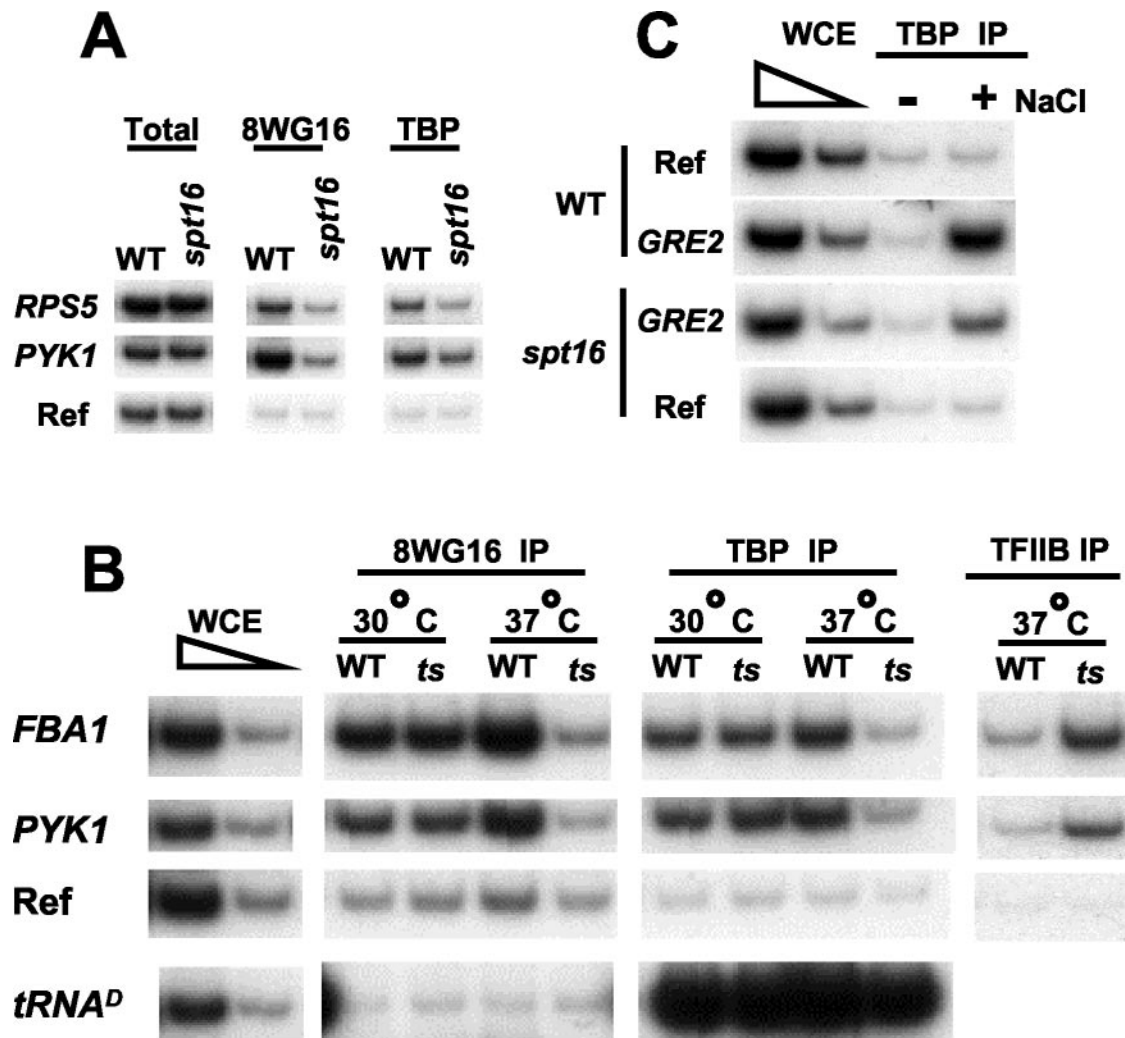 A
Total 8WG16 TBP
WT spt16 WT spt16 WT spt16
RPS5
PYK1
Ref
C
WCE TBP IP
- + NaCl
WT
Ref
GRE2
spt16
GRE2
Ref
B
8WG16 IP TBP IP TFIIB IP
WCE 30°C 37°C 30°C 37°C 37°C
WT ts WT ts WT ts WT ts WT ts
FBA1
PYK1
Ref
tRNAᴰ